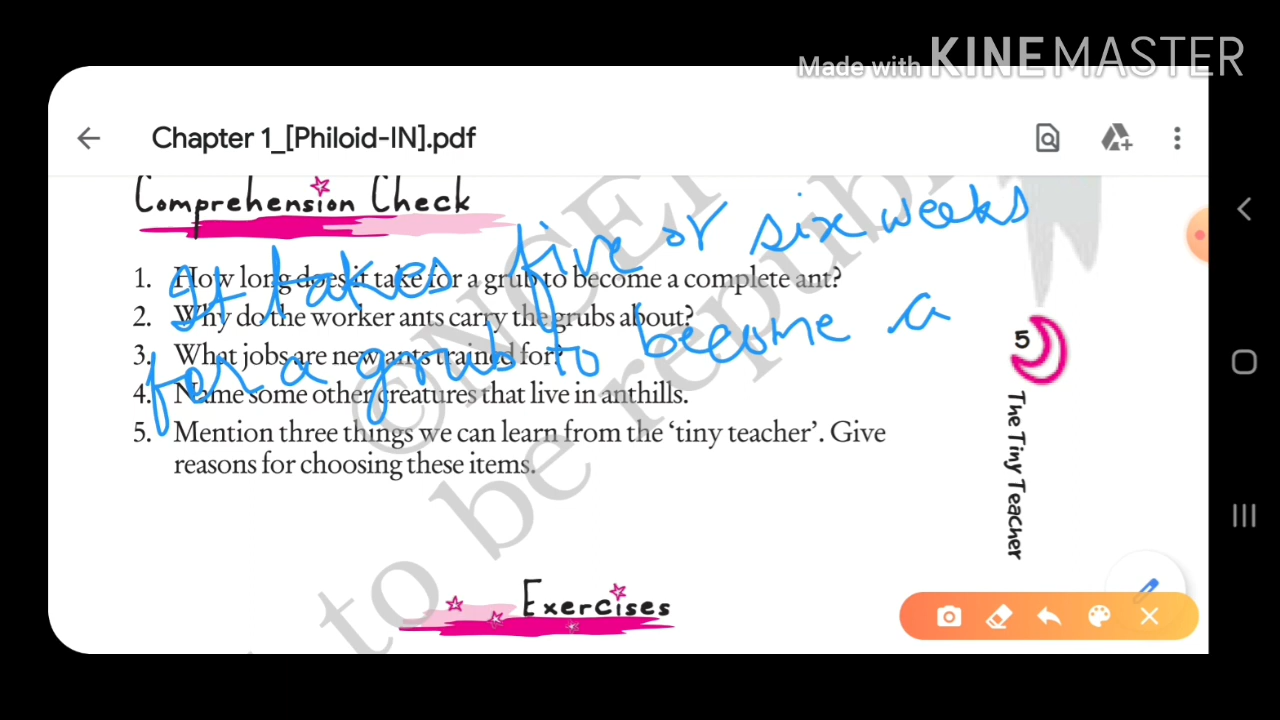 Made with KINEMASTER
Chapter 1_[Philoid-IN].pdf
Comprehension Check
It takes five or six weeks
for a grub to become a
1. How long does it take for a grub to become a complete ant?
2. Why do the worker ants carry the grubs about?
3. What jobs are new ants trained for?
4. Name some other creatures that live in anthills.
5. Mention three things we can learn from the ‘tiny teacher’. Give
reasons for choosing these items.
5
The Tiny Teacher
©NCERT
to be republi
Exercises